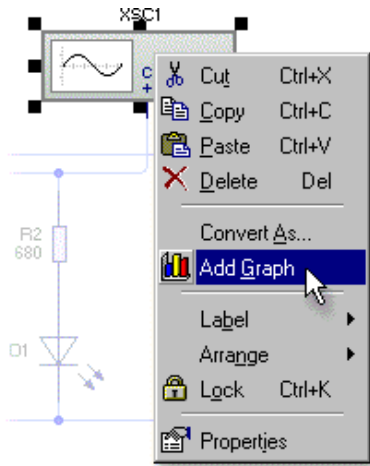 XSC1
C
+
Cut Ctrl+X
Copy Ctrl+C
Paste Ctrl+V
Delete Del
Convert As...
Add Graph
Label
Arrange
Lock Ctrl+K
Properties
R2
680
D1